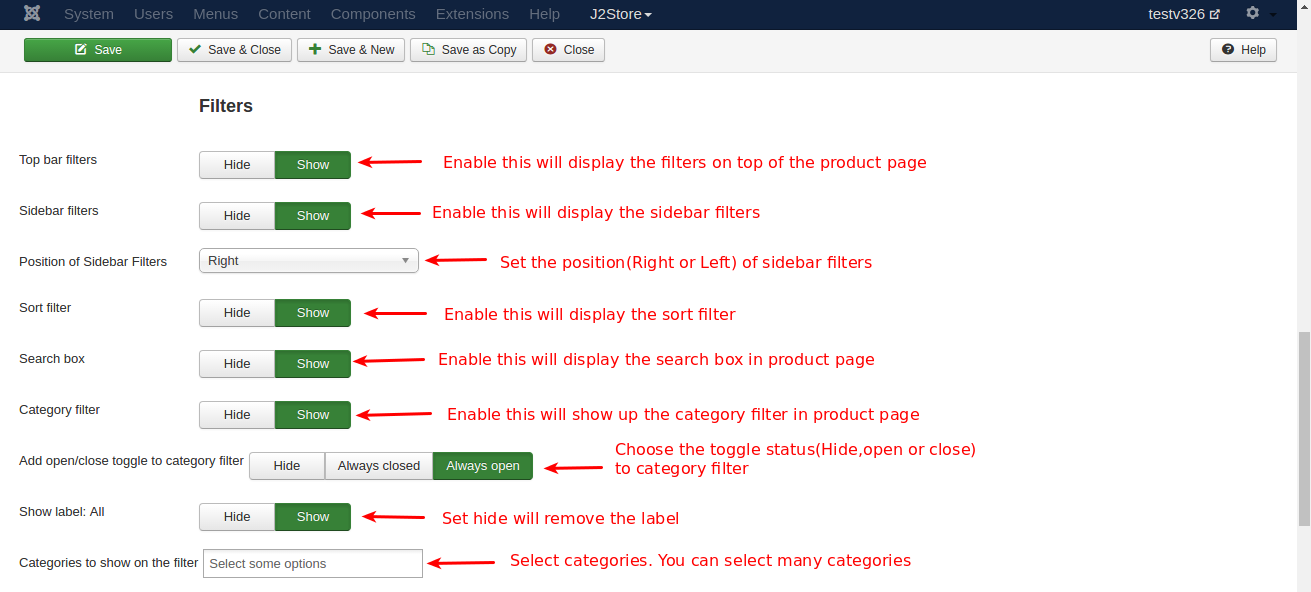 System Users Menus Content Components Extensions Help J2Store testv326
Save Save & Close Save & New Save as Copy Close Help
Filters
Top bar filters Hide Show Enable this will display the filters on top of the product page
Sidebar filters Hide Show Enable this will display the sidebar filters
Position of Sidebar Filters Right Set the position(Right or Left) of sidebar filters
Sort filter Hide Show Enable this will display the sort filter
Search box Hide Show Enable this will display the search box in product page
Category filter Hide Show Enable this will show up the category filter in product page
Add open/close toggle to category filter Hide Always closed Always open Choose the toggle status(Hide,open or close)
to category filter
Show label: All Hide Show Set hide will remove the label
Categories to show on the filter Select some options Select categories. You can select many categories